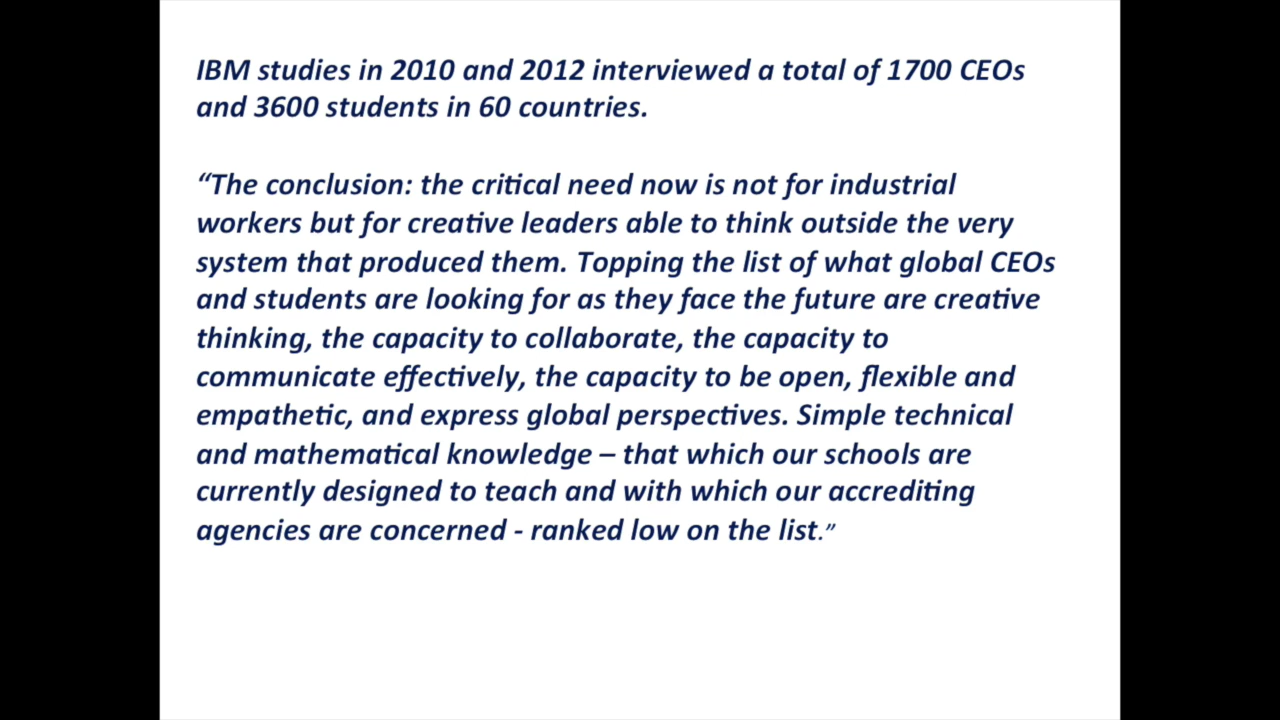 IBM studies in 2010 and 2012 interviewed a total of 1700 CEOs
and 3600 students in 60 countries.
“The conclusion: the critical need now is not for industrial
workers but for creative leaders able to think outside the very
system that produced them. Topping the list of what global CEOs
and students are looking for as they face the future are creative
thinking, the capacity to collaborate, the capacity to
communicate effectively, the capacity to be open, flexible and
empathetic, and express global perspectives. Simple technical
and mathematical knowledge – that which our schools are
currently designed to teach and with which our accrediting
agencies are concerned - ranked low on the list.”